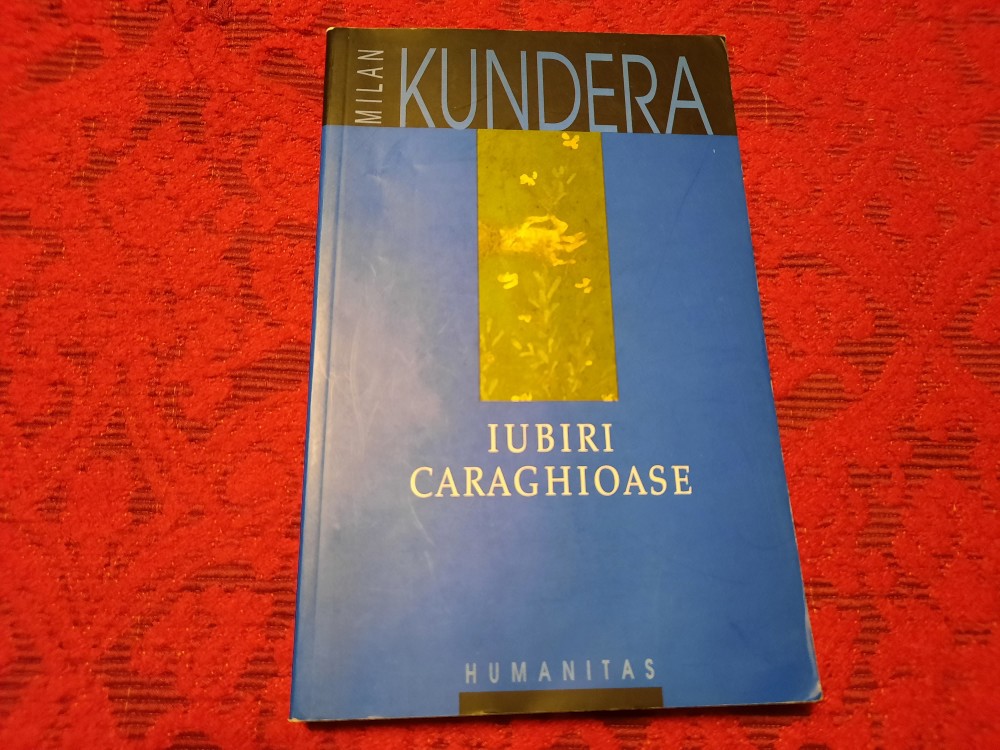 MILAN
KUNDERA
IUBIRI
CARAGHIOASE
HUMANITAS